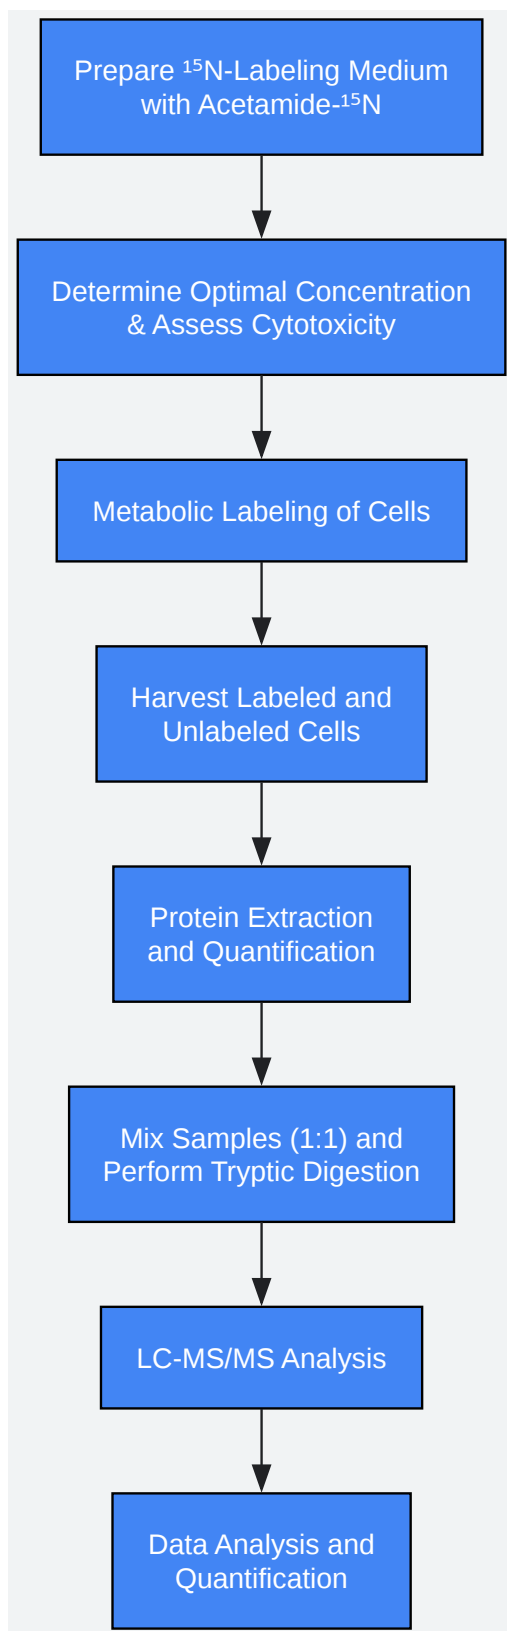 Prepare ¹⁵N-Labeling Medium
with Acetamide-¹⁵N
Determine Optimal Concentration
& Assess Cytotoxicity
Metabolic Labeling of Cells
Harvest Labeled and
Unlabeled Cells
Protein Extraction
and Quantification
Mix Samples (1:1) and
Perform Tryptic Digestion
LC-MS/MS Analysis
Data Analysis and
Quantification